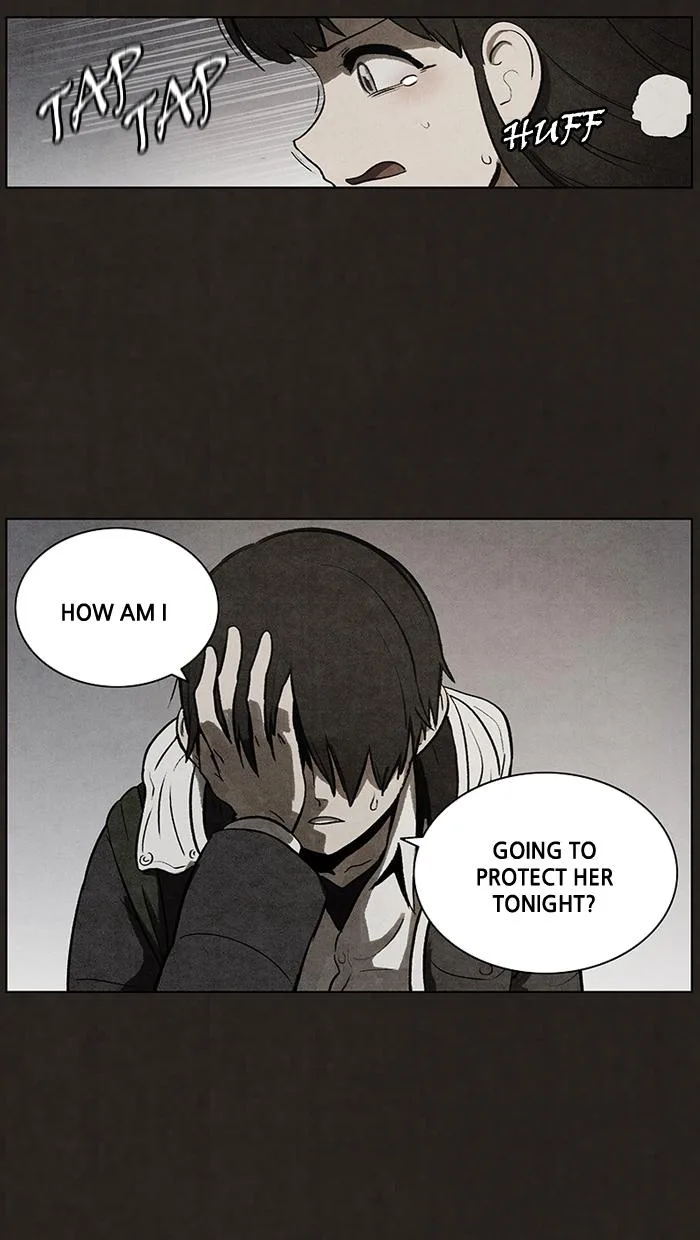 TAP
TAP
HUFF
HOW AM I
GOING TO
PROTECT HER
TONIGHT?